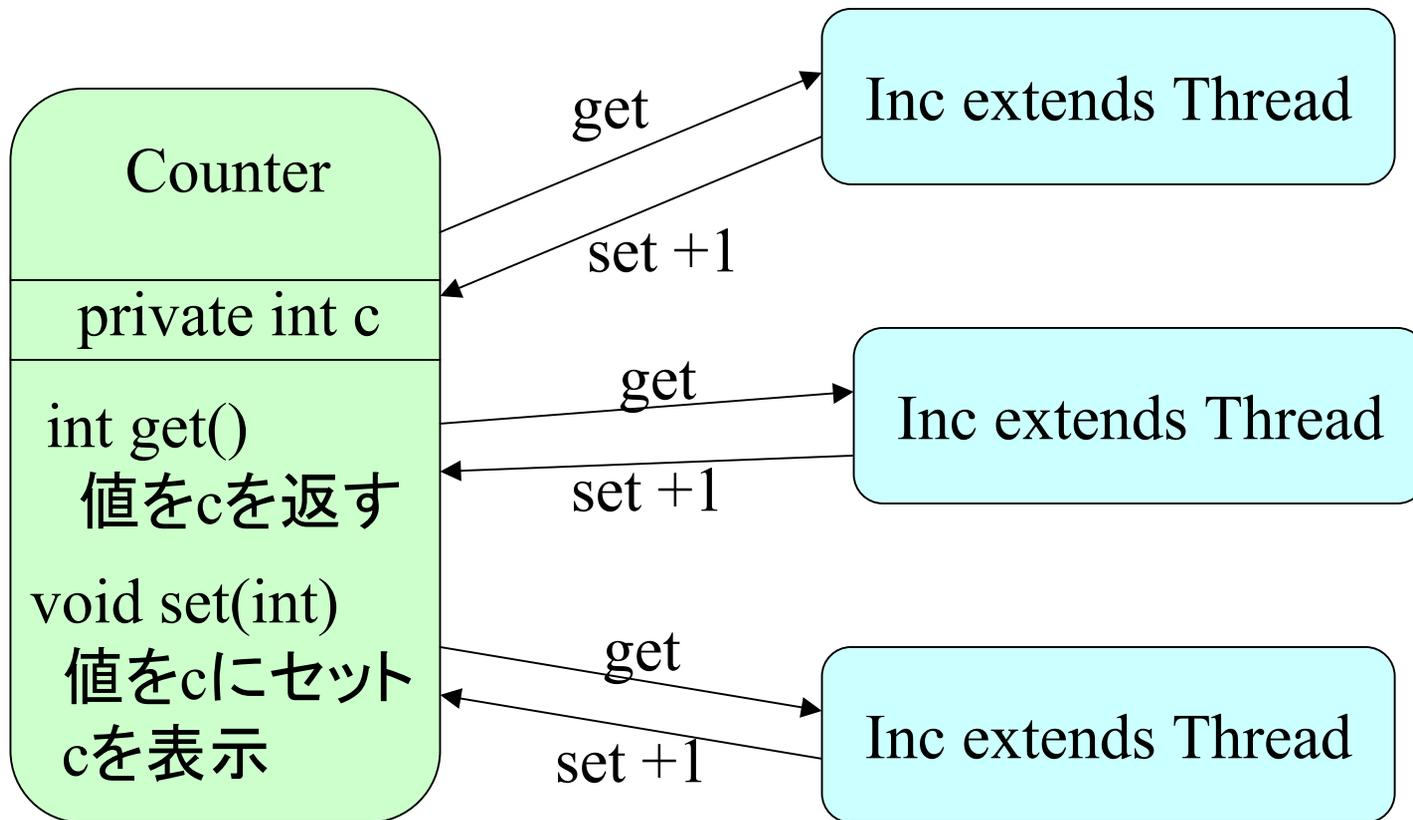 Counter
private int c
int get()
値をcを返す
void set(int)
値をcにセット
cを表示
get
set +1
Inc extends Thread
get
set +1
Inc extends Thread
get
set +1
Inc extends Thread